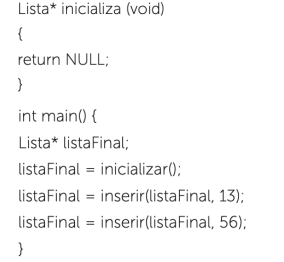 Lista* inicializa (void)
{
return NULL;
}
int main() {
Lista* listaFinal;
listaFinal = inicializar();
listaFinal = inserir(listaFinal, 13);
listaFinal = inserir(listaFinal, 56);
}